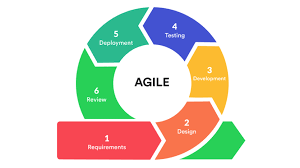 AGILE
1
Requirements
2
Design
3
Development
4
Testing
5
Deployment
6
Review